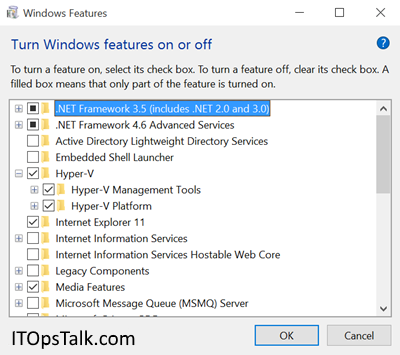 Windows Features
Turn Windows features on or off
To turn a feature on, select its check box. To turn a feature off, clear its check box. A
filled box means that only part of the feature is turned on.
.NET Framework 3.5 (includes .NET 2.0 and 3.0)
.NET Framework 4.6 Advanced Services
Active Directory Lightweight Directory Services
Embedded Shell Launcher
Hyper-V
Hyper-V Management Tools
Hyper-V Platform
Internet Explorer 11
Internet Information Services
Internet Information Services Hostable Web Core
Legacy Components
Media Features
Microsoft Message Queue (MSMQ) Server
ITOpsTalk.com
OK
Cancel